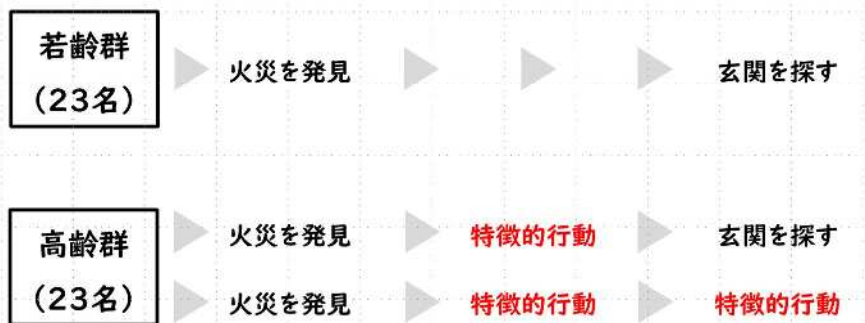 若齢群
(23名)
火災を発見
玄関を探す
高齢群
(23名)
火災を発見
特徴的行動
玄関を探す
火災を発見
特徴的行動
特徴的行動